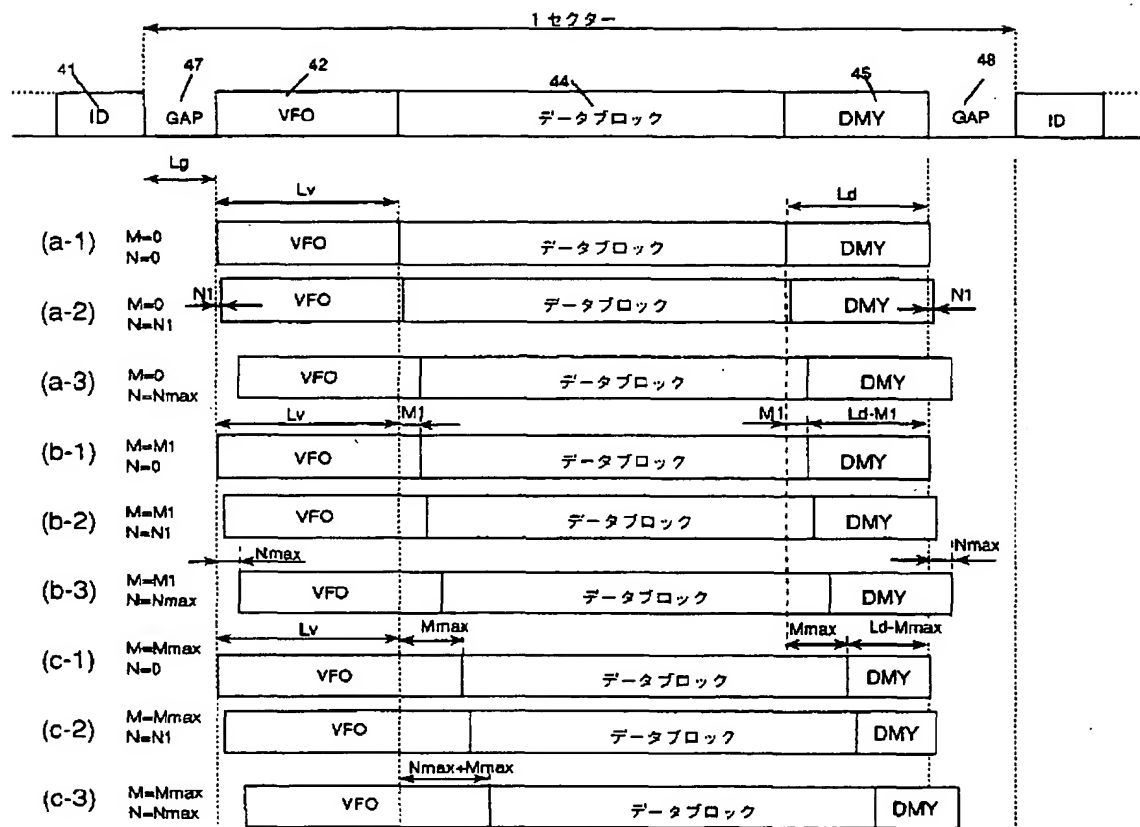 1 セクター
41 47 42 44 45 48
ID GAP VFO データブロック DMY GAP ID
Lg
Lv Ld
(a-1) M=0 N=0 VFO データブロック DMY
(a-2) M=0 N=N1 N1 VFO データブロック DMY N1
(a-3) M=0 N=Nmax VFO データブロック DMY
Lv M1 M1 Ld-M1
(b-1) M=M1 N=0 VFO データブロック DMY
(b-2) M=M1 N=N1 VFO データブロック DMY
Nmax Nmax
(b-3) M=M1 N=Nmax VFO データブロック DMY
Lv Mmax Mmax Ld-Mmax
(c-1) M=Mmax N=0 VFO データブロック DMY
(c-2) M=Mmax N=N1 VFO データブロック DMY
Nmax+Mmax
(c-3) M=Mmax N=Nmax VFO データブロック DMY